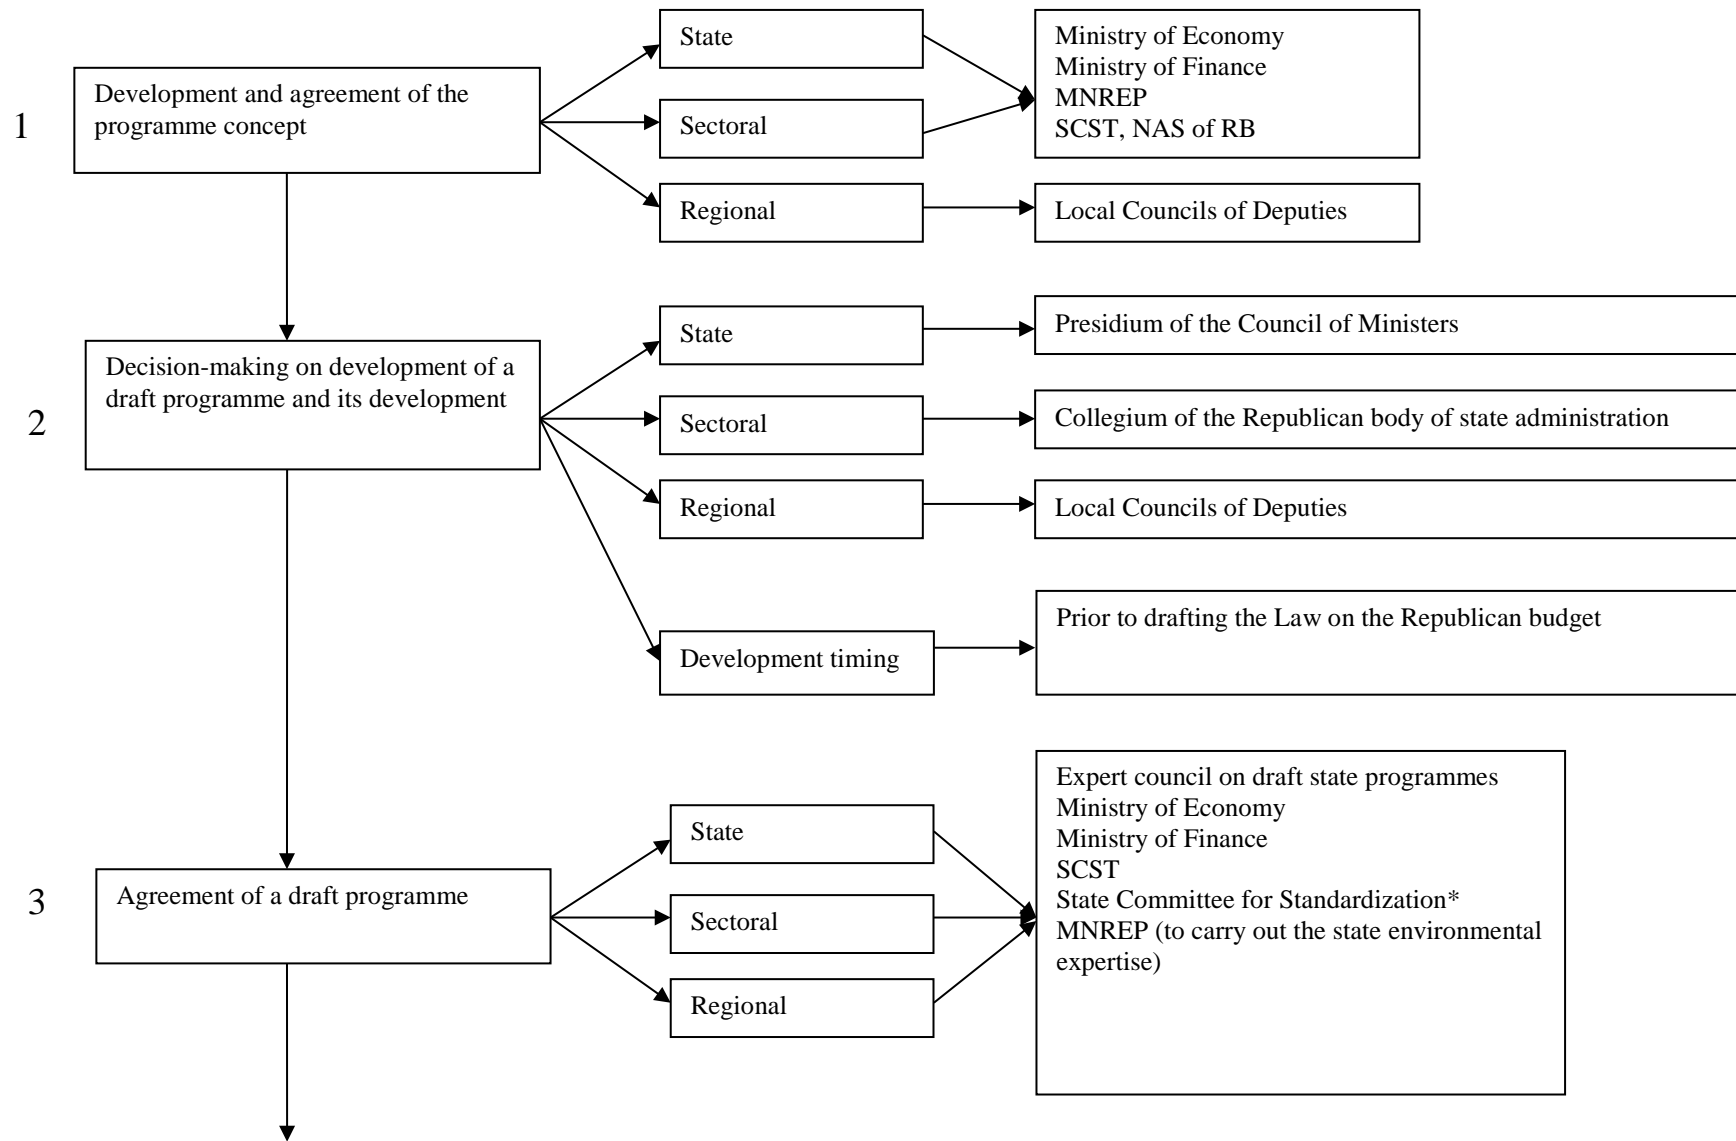 1
Development and agreement of the
programme concept
State
Sectoral
Regional
Ministry of Economy
Ministry of Finance
MNREP
SCST, NAS of RB
Local Councils of Deputies
2
Decision-making on development of a
draft programme and its development
State
Sectoral
Regional
Development timing
Presidium of the Council of Ministers
Collegium of the Republican body of state administration
Local Councils of Deputies
Prior to drafting the Law on the Republican budget
3
Agreement of a draft programme
State
Sectoral
Regional
Expert council on draft state programmes
Ministry of Economy
Ministry of Finance
SCST
State Committee for Standardization*
MNREP (to carry out the state environmental
expertise)